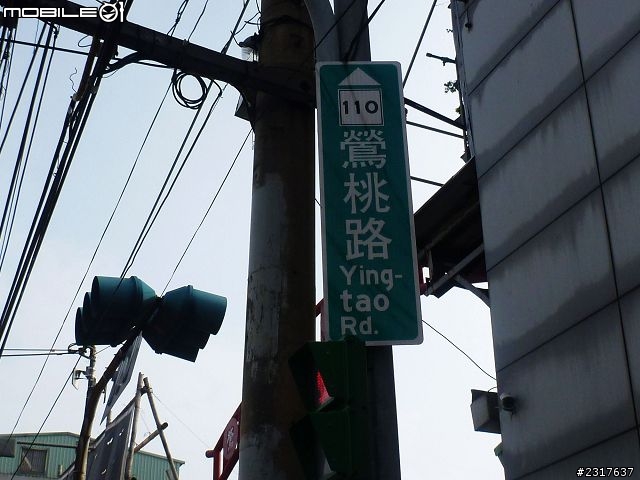 MOBILE01
110
鶯桃路
Ying-
tao
Rd.
#2317637